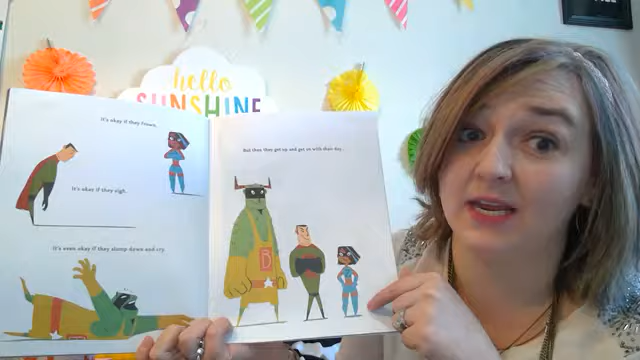 hello
SUNSHINE
It's okay if they frown.
It's okay if they sigh.
It's even okay if they slump down and cry.
But then they get up and get on with their day.
B